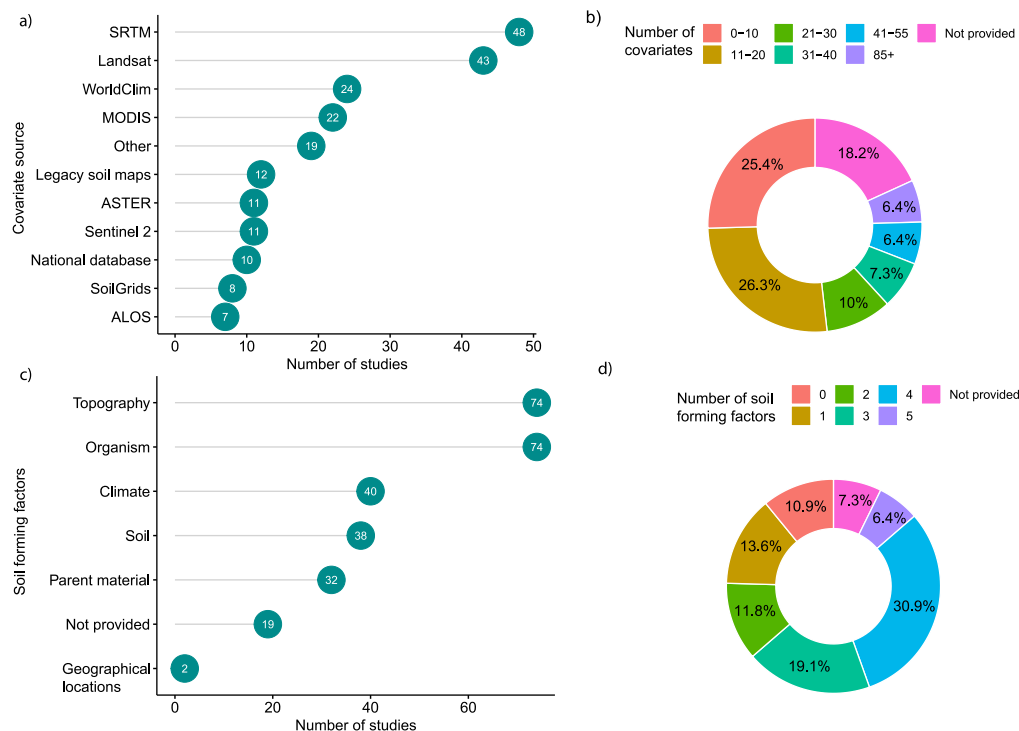 a)
SRTM
48
Landsat
43
WorldClim
24
MODIS
22
Other
19
Legacy soil maps
12
ASTER
11
Sentinel 2
11
National database
10
SoilGrids
8
ALOS
7
Covariate source
0 10 20 30 40 50
Number of studies
b)
Number of
covariates
0−10 21−30 41−55 Not provided
11−20 31−40 85+
25.4%
18.2%
6.4%
6.4%
7.3%
10%
26.3%
c)
Topography
74
Organism
74
Climate
40
Soil
38
Parent material
32
Not provided
19
Geographical
locations
2
Soil forming factors
0 20 40 60
Number of studies
d)
Number of soil
forming factors
0 2 4 Not provided
1 3 5
10.9%
7.3%
6.4%
13.6%
30.9%
11.8%
19.1%